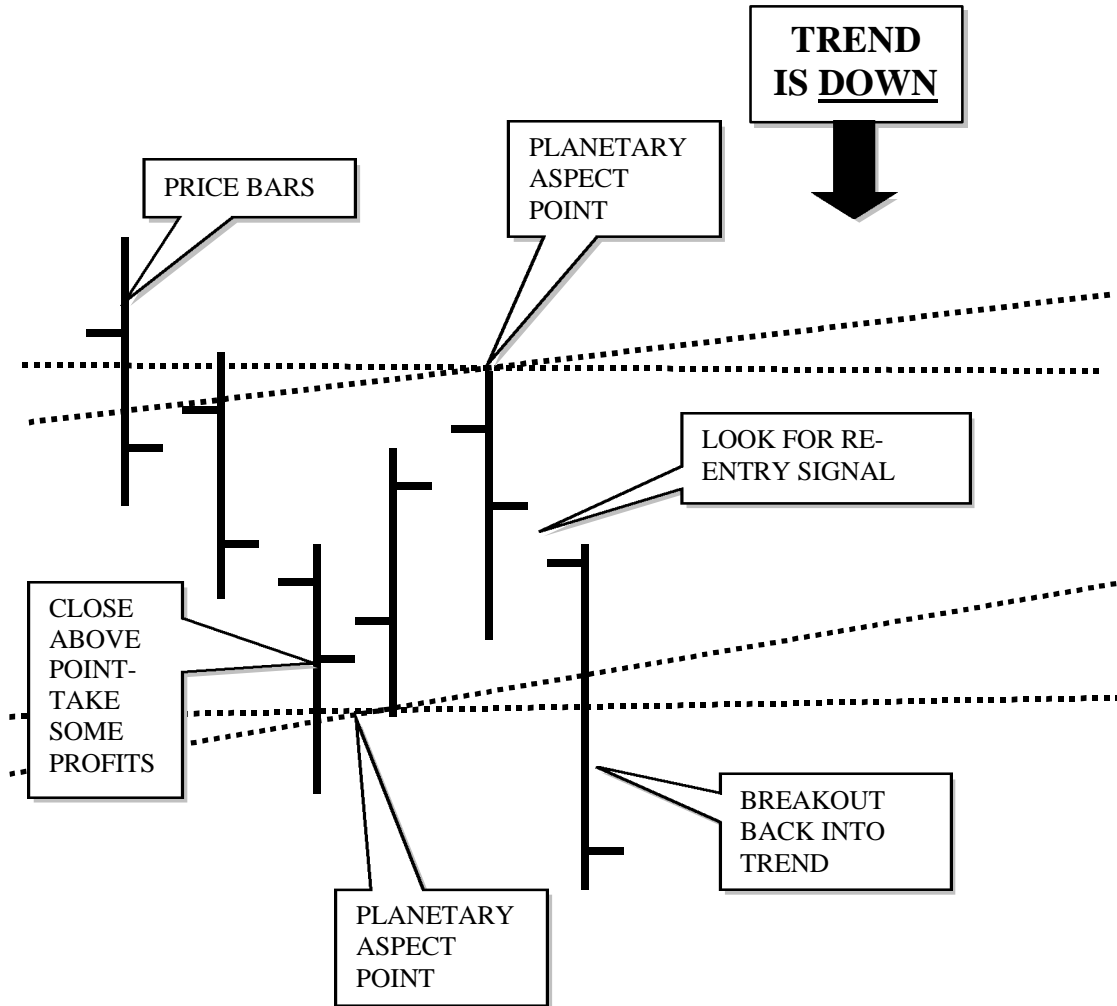 TREND
IS DOWN
PLANETARY
ASPECT
POINT
PRICE BARS
LOOK FOR RE-
ENTRY SIGNAL
CLOSE
ABOVE
POINT-
TAKE
SOME
PROFITS
BREAKOUT
BACK INTO
TREND
PLANETARY
ASPECT
POINT